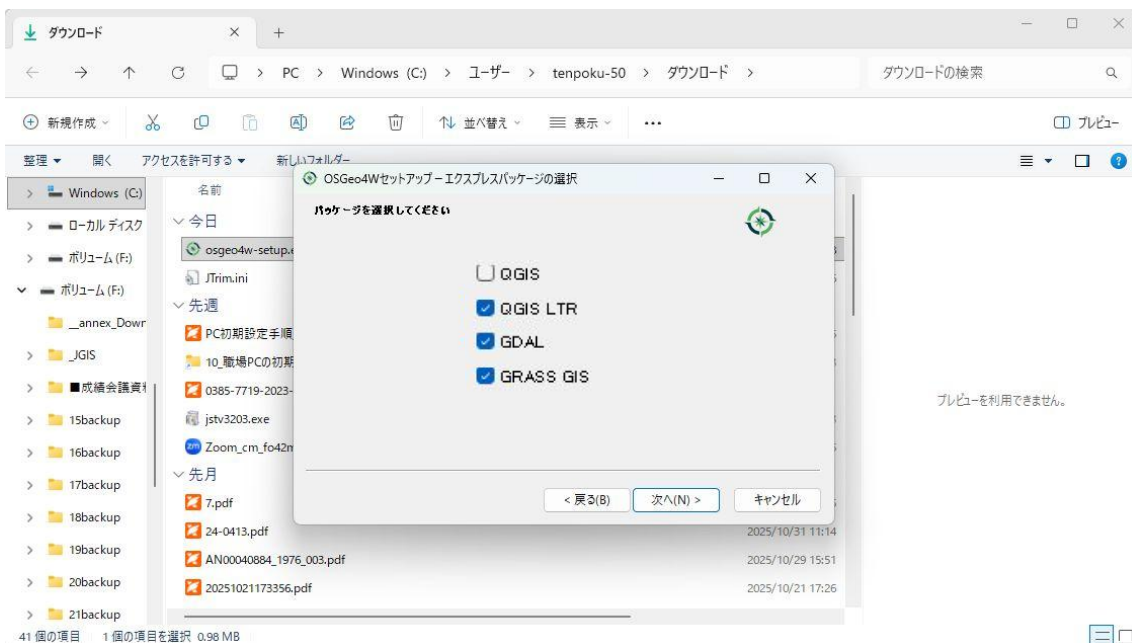 ダウンロード
PC > Windows (C:) > ユーザー > tenpoku-50 > ダウンロード >
ダウンロードの検索
新規作成
並べ替え
表示
プレビュー
整理
開く
アクセスを許可する
新しいフォルダー
Windows (C:)
ローカル ディスク
ボリューム (F:)
ボリューム (F:)
__annex_Down
_JGIS
■成績会議資料
15backup
16backup
17backup
18backup
19backup
20backup
21backup
名前
今日
osgeo4w-setup.e
JTrim.ini
先週
PC初期設定手順
10_職場PCの初期
0385-7719-2023-
jstv3203.exe
Zoom_cm_fo42m
先月
7.pdf
24-0413.pdf
2025/10/31 11:14
AN00040884_1976_003.pdf
2025/10/29 15:51
20251021173356.pdf
2025/10/21 17:26
OSGeo4Wセットアップ – エクスプレスパッケージの選択
パッケージを選択してください
QGIS
QGIS LTR
GDAL
GRASS GIS
< 戻る(B)
次へ(N) >
キャンセル
プレビューを利用できません。
41 個の項目
1 個の項目を選択 0.98 MB